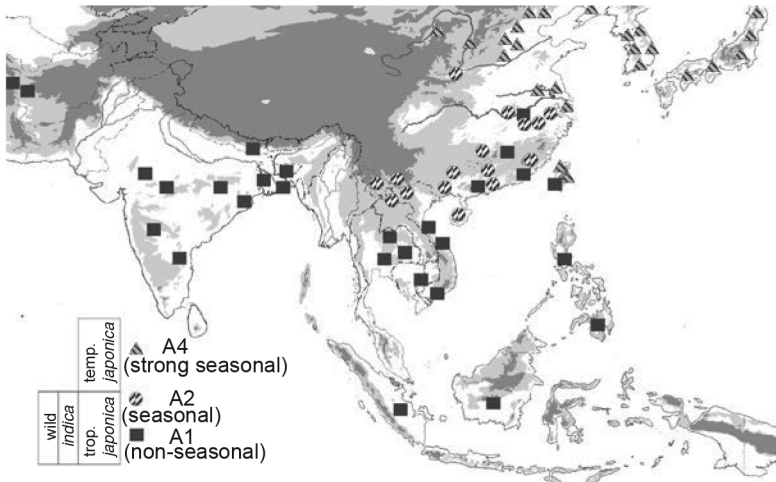 temp.
japonica
A4
(strong seasonal)
wild
indica
trop.
japonica
A2
(seasonal)
A1
(non-seasonal)